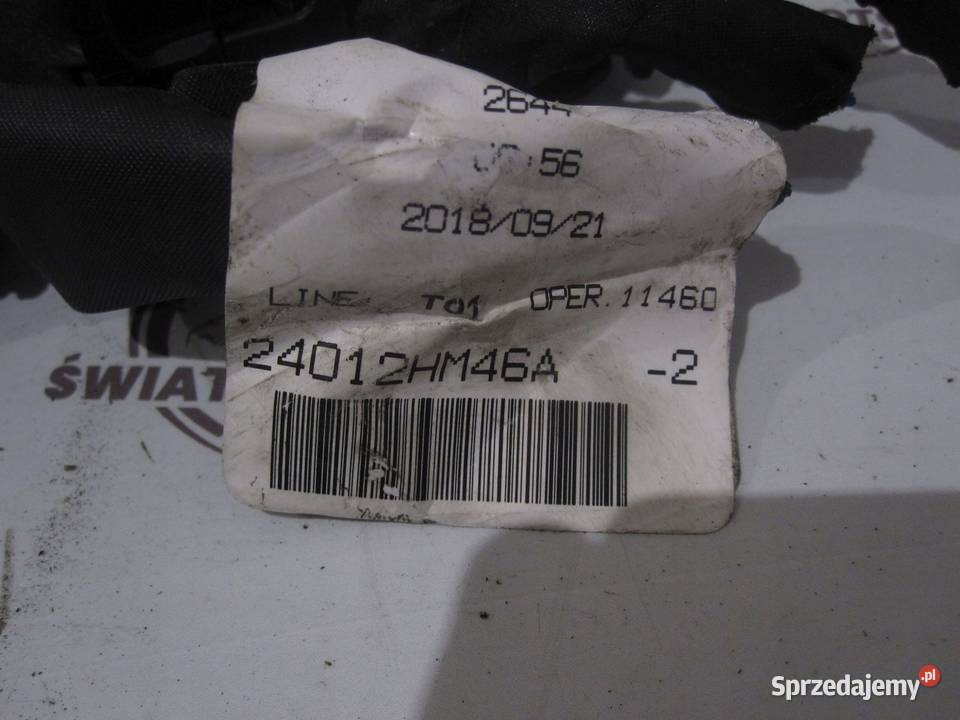 2644
:56
2018/09/21
LINE: T01 OPER.11460
24012HM46A -2
ŚWIAT
Sprzedajemy.pl